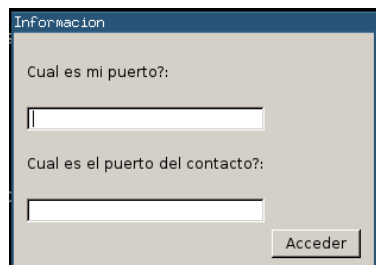 Informacion
Cual es mi puerto?:
Cual es el puerto del contacto?:
Acceder